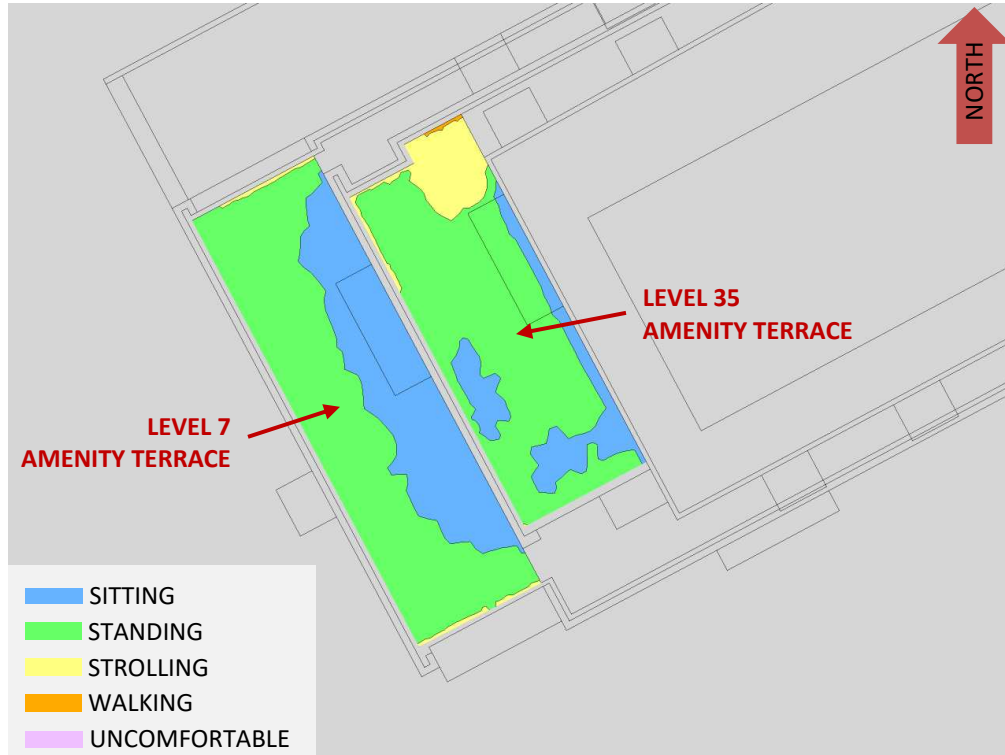 NORTH
LEVEL 35
AMENITY TERRACE
LEVEL 7
AMENITY TERRACE
SITTING
STANDING
STROLLING
WALKING
UNCOMFORTABLE